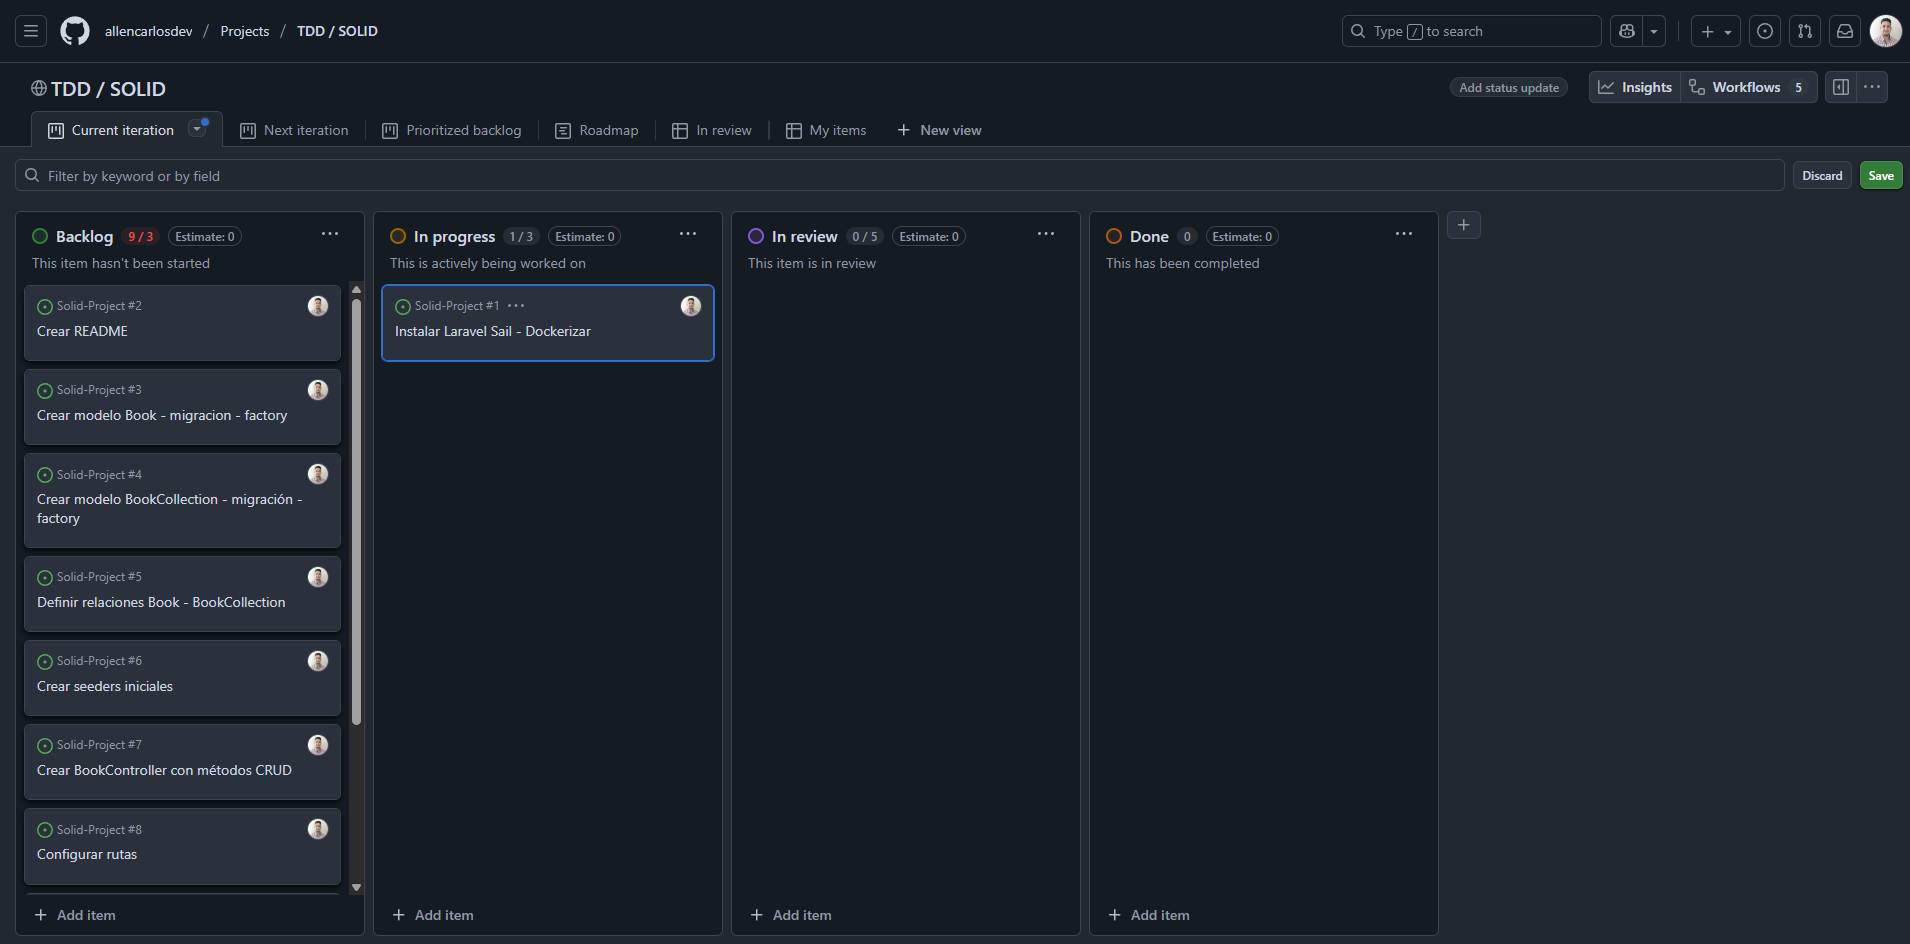 allencarlosdev / Projects / TDD / SOLID
Type / to search
TDD / SOLID
Add status update
Insights
Workflows 5
Current iteration
Next iteration
Prioritized backlog
Roadmap
In review
My items
New view
Filter by keyword or by field
Discard
Save
Backlog 9 / 3 Estimate: 0
This item hasn't been started
Solid-Project #2
Crear README
Solid-Project #3
Crear modelo Book - migracion - factory
Solid-Project #4
Crear modelo BookCollection - migración -
factory
Solid-Project #5
Definir relaciones Book - BookCollection
Solid-Project #6
Crear seeders iniciales
Solid-Project #7
Crear BookController con métodos CRUD
Solid-Project #8
Configurar rutas
Add item
In progress 1 / 3 Estimate: 0
This is actively being worked on
Solid-Project #1
Instalar Laravel Sail - Dockerizar
Add item
In review 0 / 5 Estimate: 0
This item is in review
Add item
Done 0 Estimate: 0
This has been completed
Add item